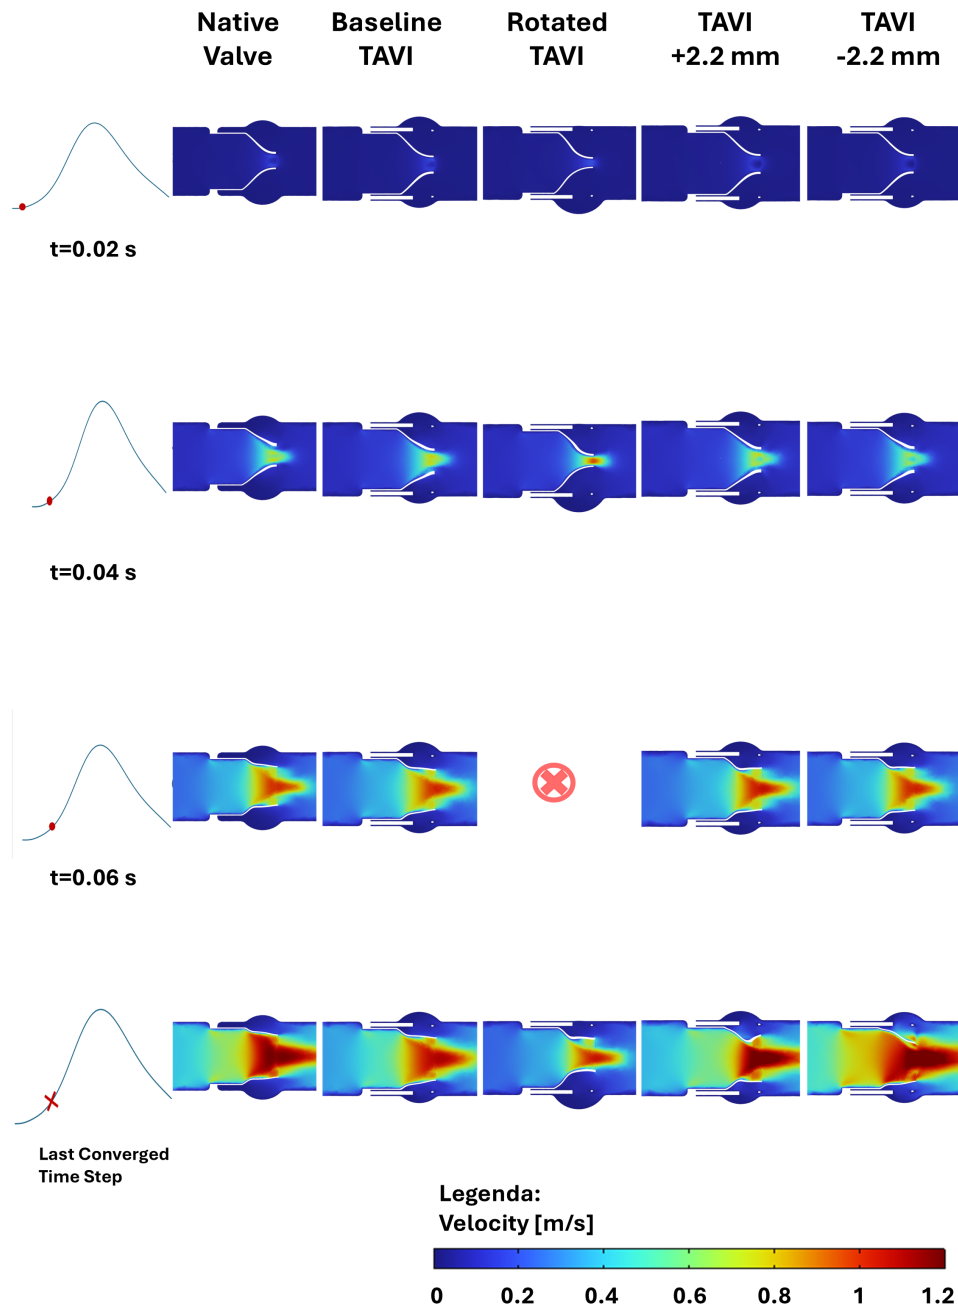 Native
Valve
Baseline
TAVI
Rotated
TAVI
TAVI
+2.2 mm
TAVI
-2.2 mm
t=0.02 s
t=0.04 s
t=0.06 s
Last Converged
Time Step
Legenda:
Velocity [m/s]
0 0.2 0.4 0.6 0.8 1 1.2